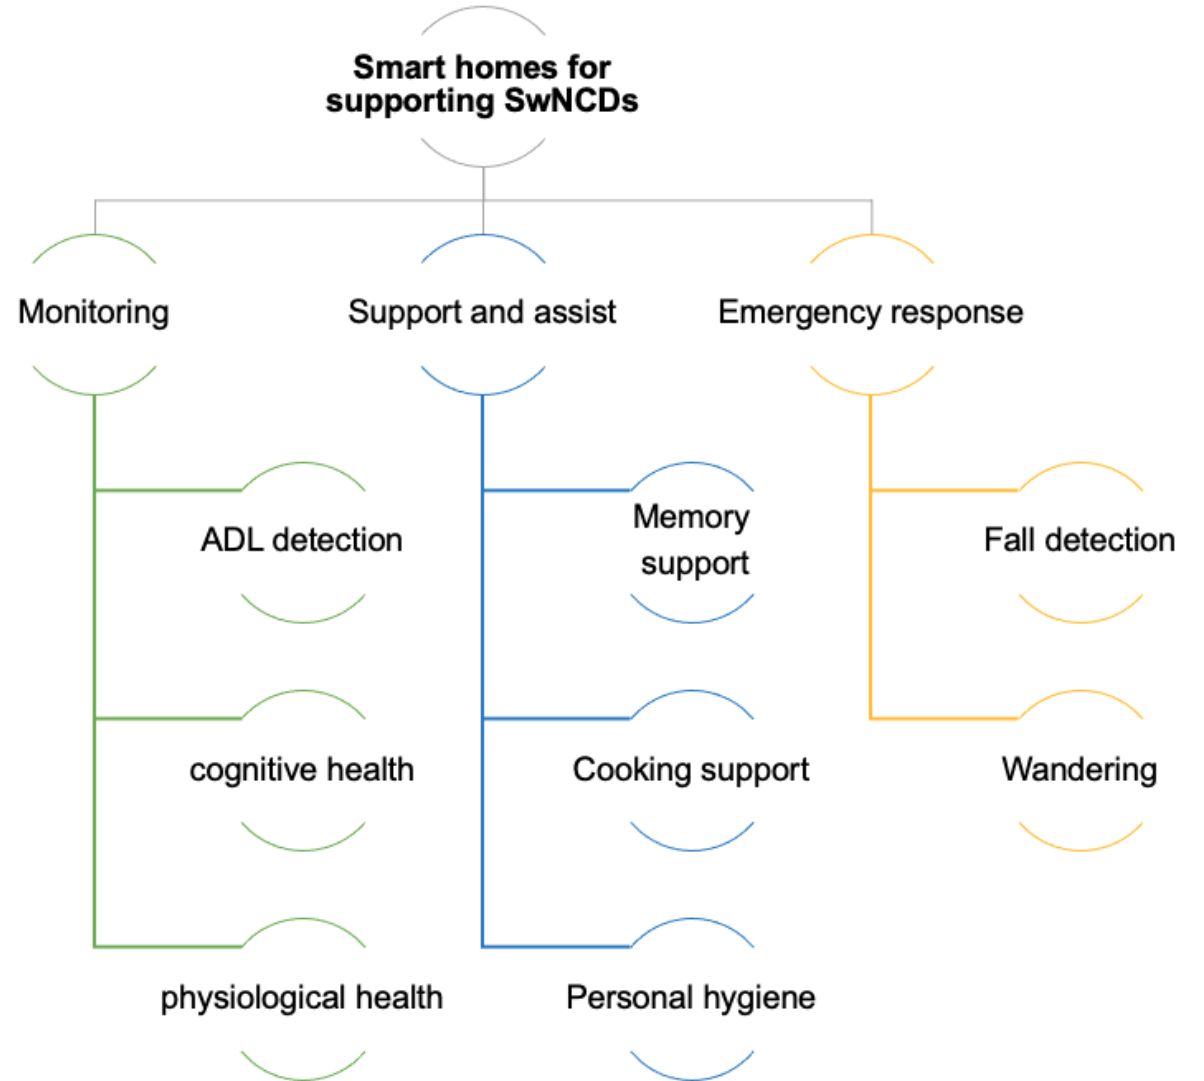 Smart homes for
supporting SwNCDs
Monitoring
Support and assist
Emergency response
ADL detection
cognitive health
physiological health
Memory
support
Cooking support
Personal hygiene
Fall detection
Wandering